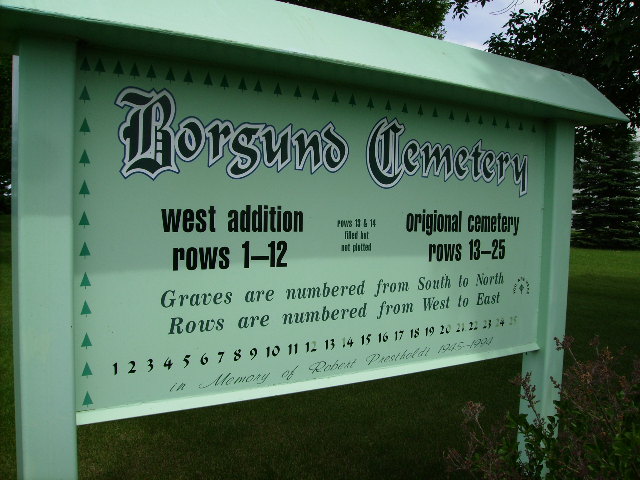 Borgund Cemetery
west addition
rows 1–12
rows 13 & 14
filled but
not plotted
origional cemetery
rows 13–25
Graves are numbered from South to North
Rows are numbered from West to East
1 2 3 4 5 6 7 8 9 10 11 12 13 14 15 16 17 18 19 20 21 22 23 24 25
in Memory of Robert 1945–1994